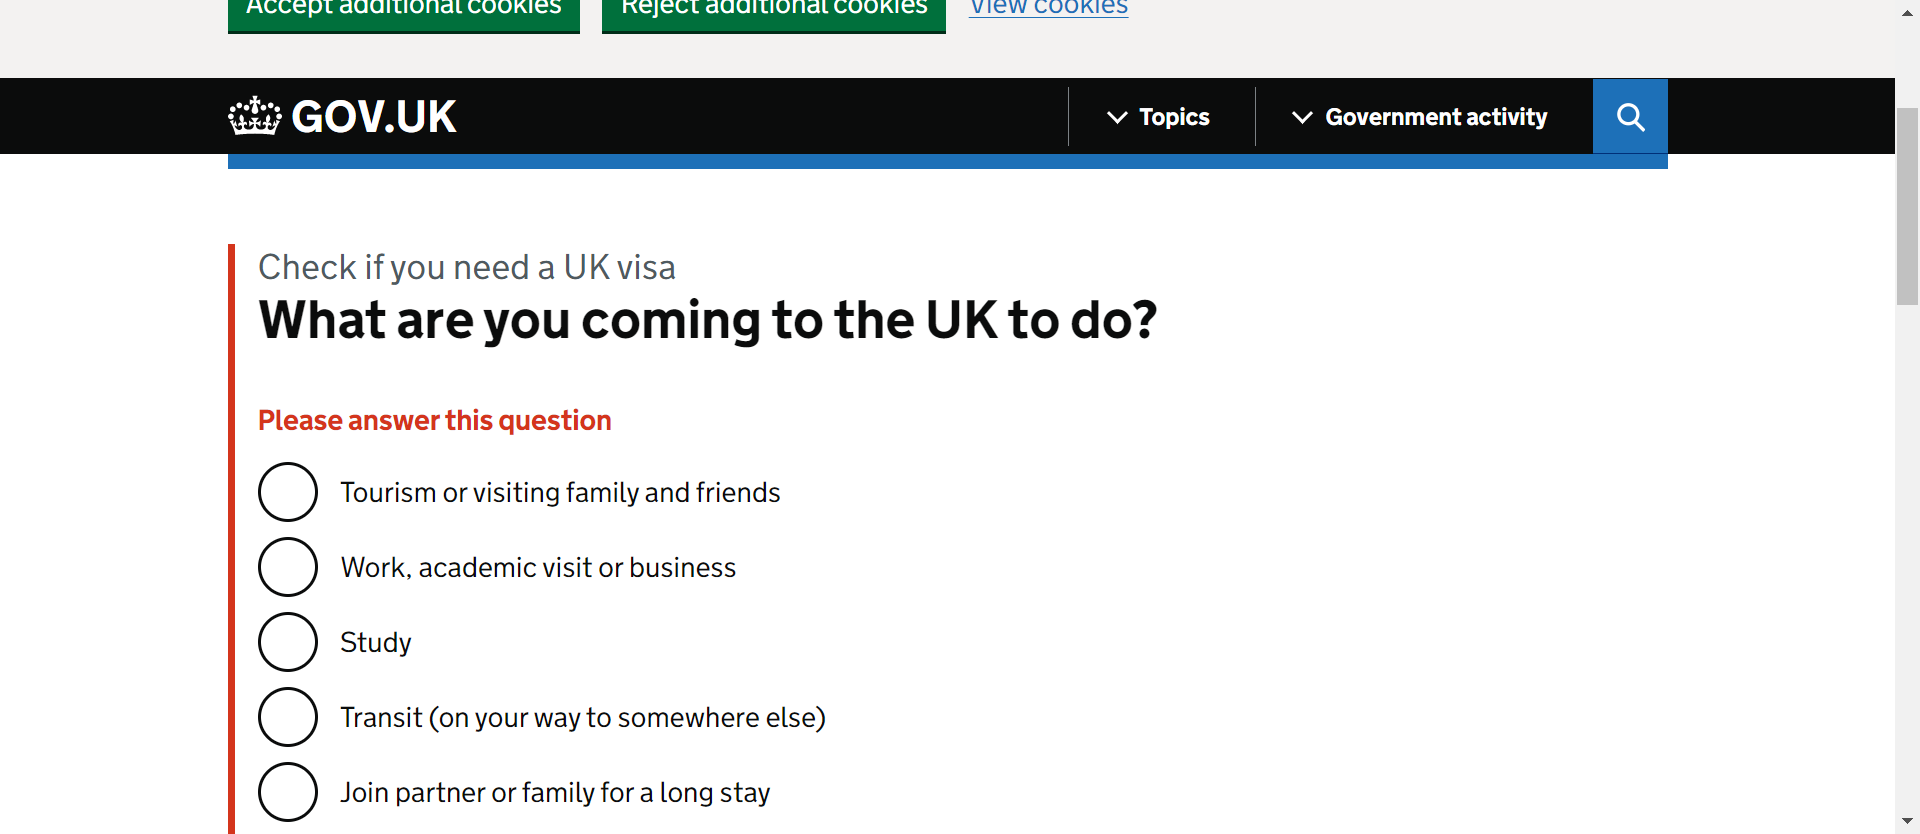 Accept additional cookies
Reject additional cookies
View cookies
GOV.UK
Topics
Government activity
Check if you need a UK visa
What are you coming to the UK to do?
Please answer this question
Tourism or visiting family and friends
Work, academic visit or business
Study
Transit (on your way to somewhere else)
Join partner or family for a long stay